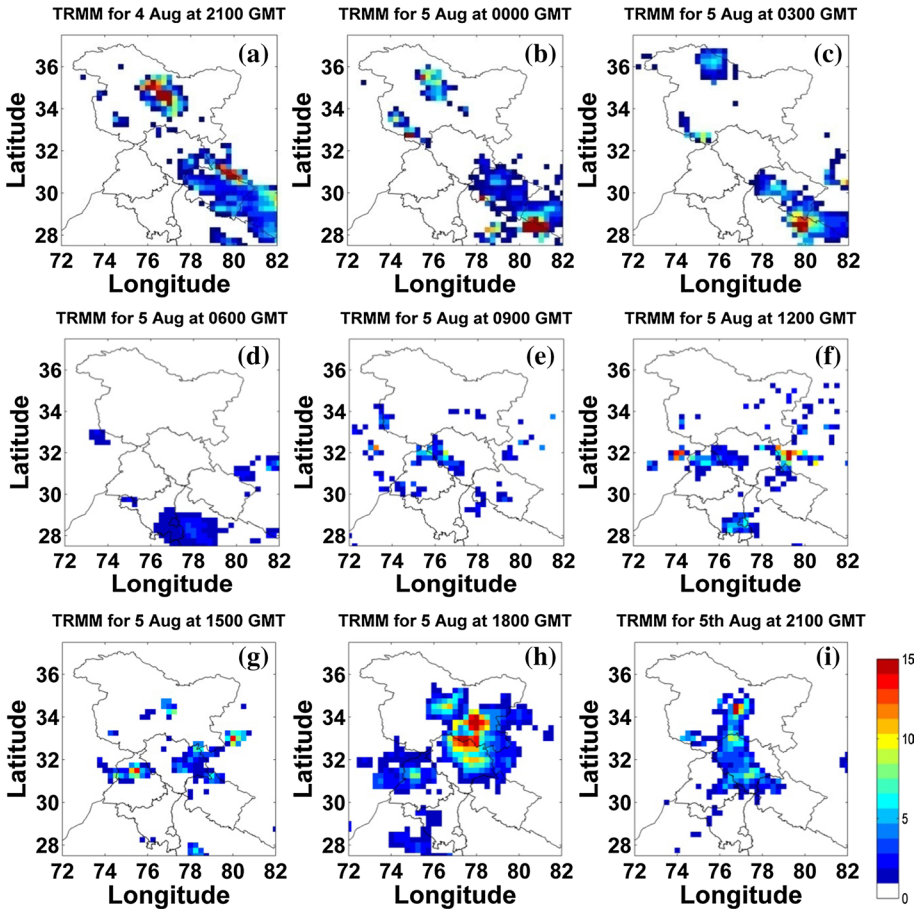 TRMM for 4 Aug at 2100 GMT
TRMM for 5 Aug at 0000 GMT
TRMM for 5 Aug at 0300 GMT
(a)
(b)
(c)
Latitude
36
34
32
30
28
72 74 76 78 80 82
Longitude
Latitude
36
34
32
30
28
72 74 76 78 80 82
Longitude
Latitude
36
34
32
30
28
72 74 76 78 80 82
Longitude
TRMM for 5 Aug at 0600 GMT
TRMM for 5 Aug at 0900 GMT
TRMM for 5 Aug at 1200 GMT
(d)
(e)
(f)
Latitude
36
34
32
30
28
72 74 76 78 80 82
Longitude
Latitude
36
34
32
30
28
72 74 76 78 80 82
Longitude
Latitude
36
34
32
30
28
72 74 76 78 80 82
Longitude
TRMM for 5 Aug at 1500 GMT
TRMM for 5 Aug at 1800 GMT
TRMM for 5th Aug at 2100 GMT
(g)
(h)
(i)
Latitude
36
34
32
30
28
72 74 76 78 80 82
Longitude
Latitude
36
34
32
30
28
72 74 76 78 80 82
Longitude
Latitude
36
34
32
30
28
72 74 76 78 80 82
Longitude
15
10
5
0